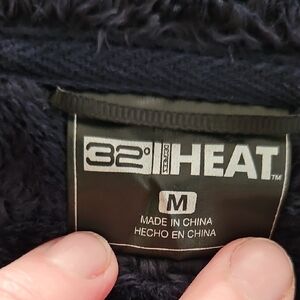 32° HEAT™
M
MADE IN CHINA
HECHO EN CHINA